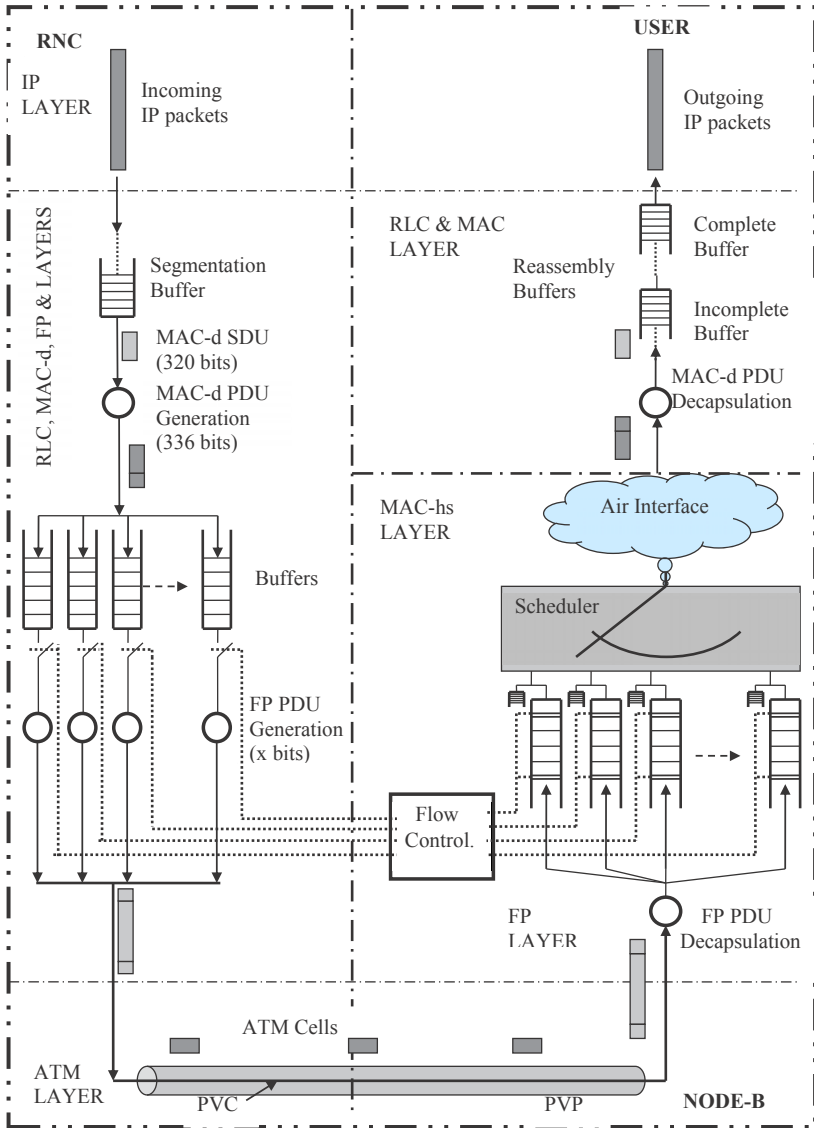 RNC
USER
IP
LAYER
Incoming
IP packets
Outgoing
IP packets
RLC, MAC-d, FP & LAYERS
RLC & MAC
LAYER
Complete
Buffer
Reassembly
Buffers
Segmentation
Buffer
Incomplete
Buffer
MAC-d SDU
(320 bits)
MAC-d PDU
Generation
(336 bits)
MAC-d PDU
Decapsulation
MAC-hs
LAYER
Air Interface
Buffers
Scheduler
FP PDU
Generation
(x bits)
Flow
Control.
FP
LAYER
FP PDU
Decapsulation
ATM Cells
ATM
LAYER
PVC
PVP
NODE-B